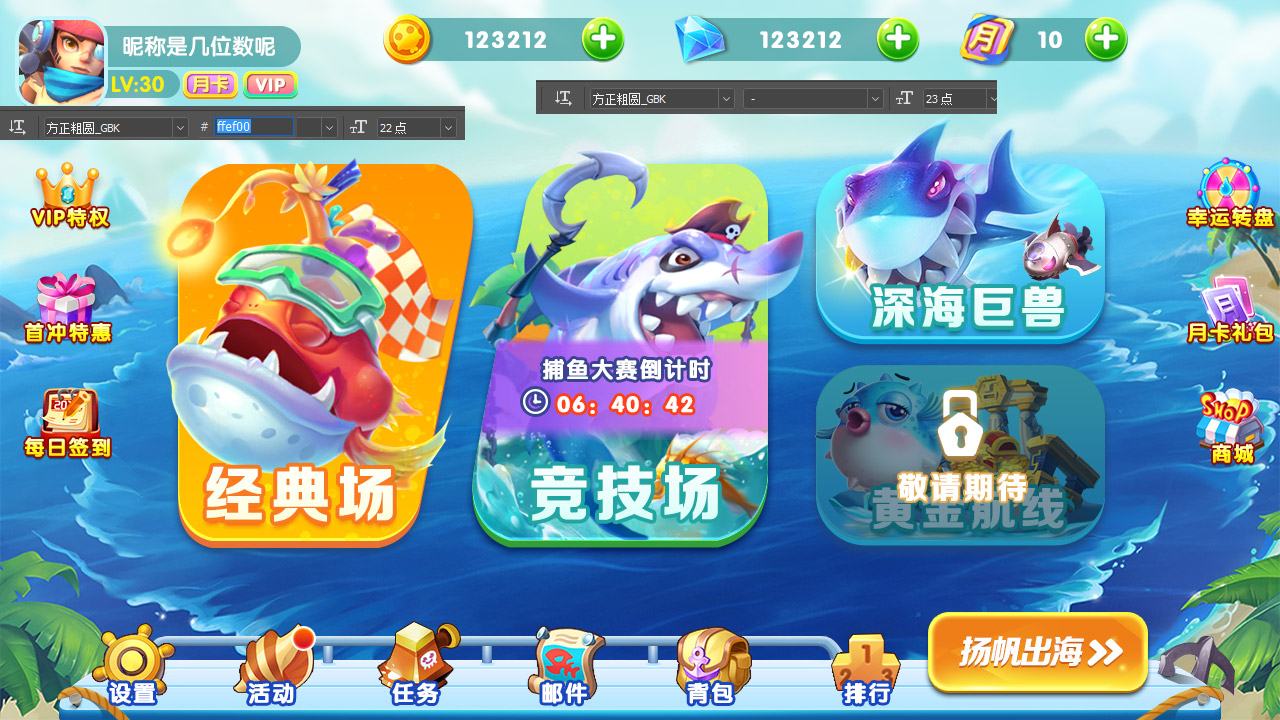 昵称是几位数呢
LV:30
月卡
VIP
123212
123212
月
10
方正粗圆_GBK
-
23 点
方正粗圆_GBK
# ffef00
22 点
VIP特权
首冲特惠
每日签到
经典场
捕鱼大赛倒计时
06: 40: 42
竞技场
深海巨兽
敬请期待
黄金航线
幸运转盘
月
月卡礼包
SHOP
商城
设置
活动
任务
邮件
背包
1
2 3
排行
扬帆出海